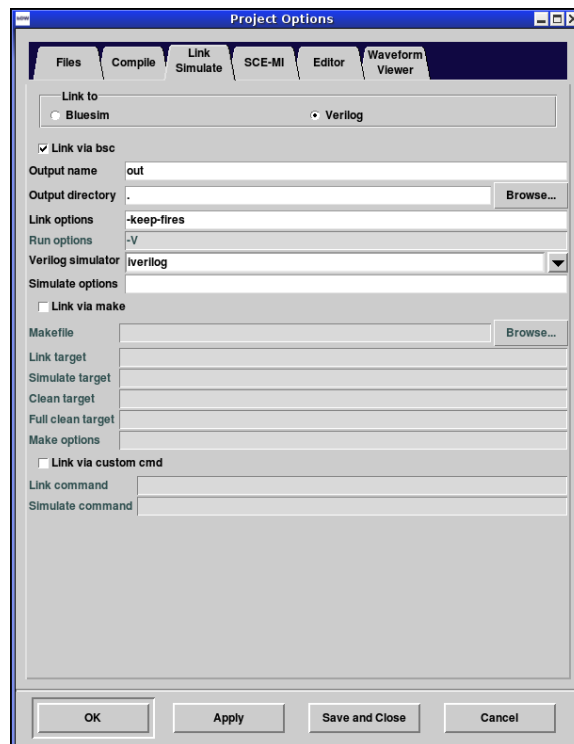 Project Options
Files Compile Link Simulate SCE-MI Editor Waveform Viewer
Link to
Bluesim Verilog
Link via bsc
Output name out
Output directory . Browse...
Link options -keep-fires
Run options -V
Verilog simulator iverilog
Simulate options
Link via make
Makefile Browse...
Link target
Simulate target
Clean target
Full clean target
Make options
Link via custom cmd
Link command
Simulate command
OK Apply Save and Close Cancel